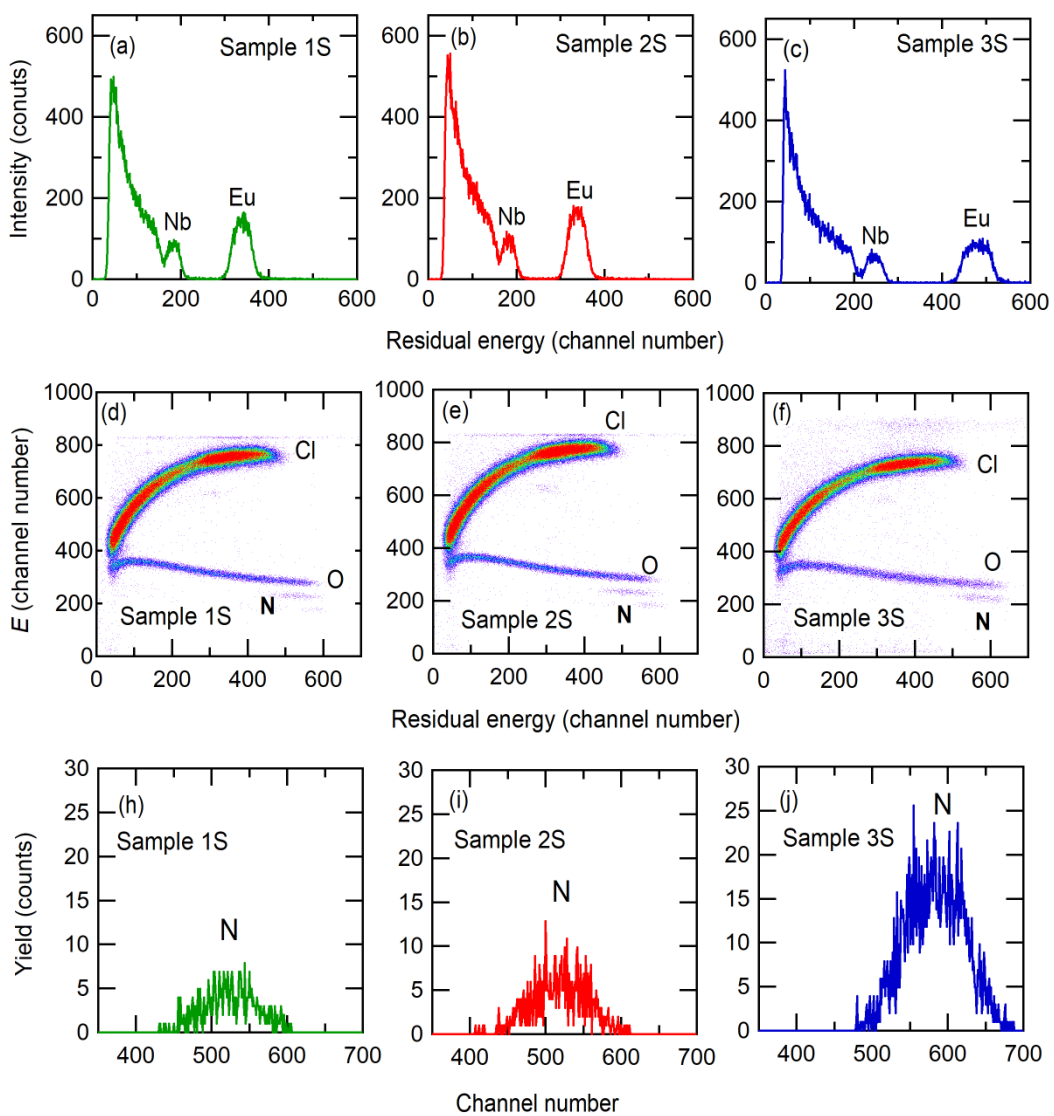 (a) Sample 1S
(b) Sample 2S
(c) Sample 3S
Intensity (conuts)
600
400
200
0
Nb
Eu
0 200 400 600
600
400
200
0
Nb
Eu
0 200 400 600
600
500
400
300
200
100
0
Nb
Eu
0 200 400 600
Residual energy (channel number)
(d)
(e)
(f)
E (channel number)
1000
800
600
400
200
0
Cl
O
N
Sample 1S
0 200 400 600
1000
800
600
400
200
0
Cl
O
N
Sample 2S
0 200 400 600
1000
800
600
400
200
0
Cl
O
N
Sample 3S
0 200 400 600
Residual energy (channel number)
(h)
Sample 1S
(i)
Sample 2S
(j)
Sample 3S
Yield (counts)
30
25
20
15
10
5
0
N
400 500 600 700
30
25
20
15
10
5
0
N
400 500 600 700
30
25
20
15
10
5
0
N
400 500 600 700
Channel number